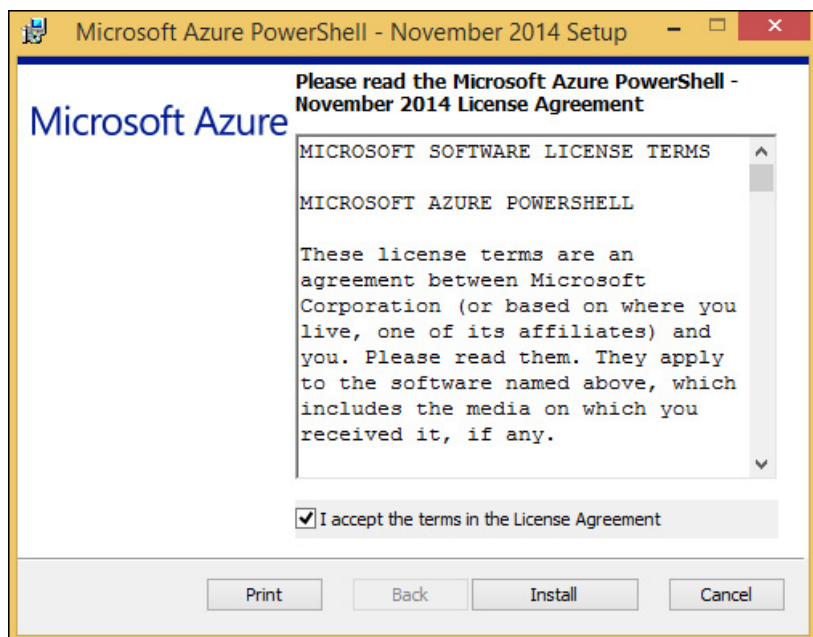 Microsoft Azure PowerShell - November 2014 Setup
Microsoft Azure
Please read the Microsoft Azure PowerShell -
November 2014 License Agreement
MICROSOFT SOFTWARE LICENSE TERMS
MICROSOFT AZURE POWERSHELL
These license terms are an
agreement between Microsoft
Corporation (or based on where you
live, one of its affiliates) and
you. Please read them. They apply
to the software named above, which
includes the media on which you
received it, if any.
I accept the terms in the License Agreement
Print
Back
Install
Cancel